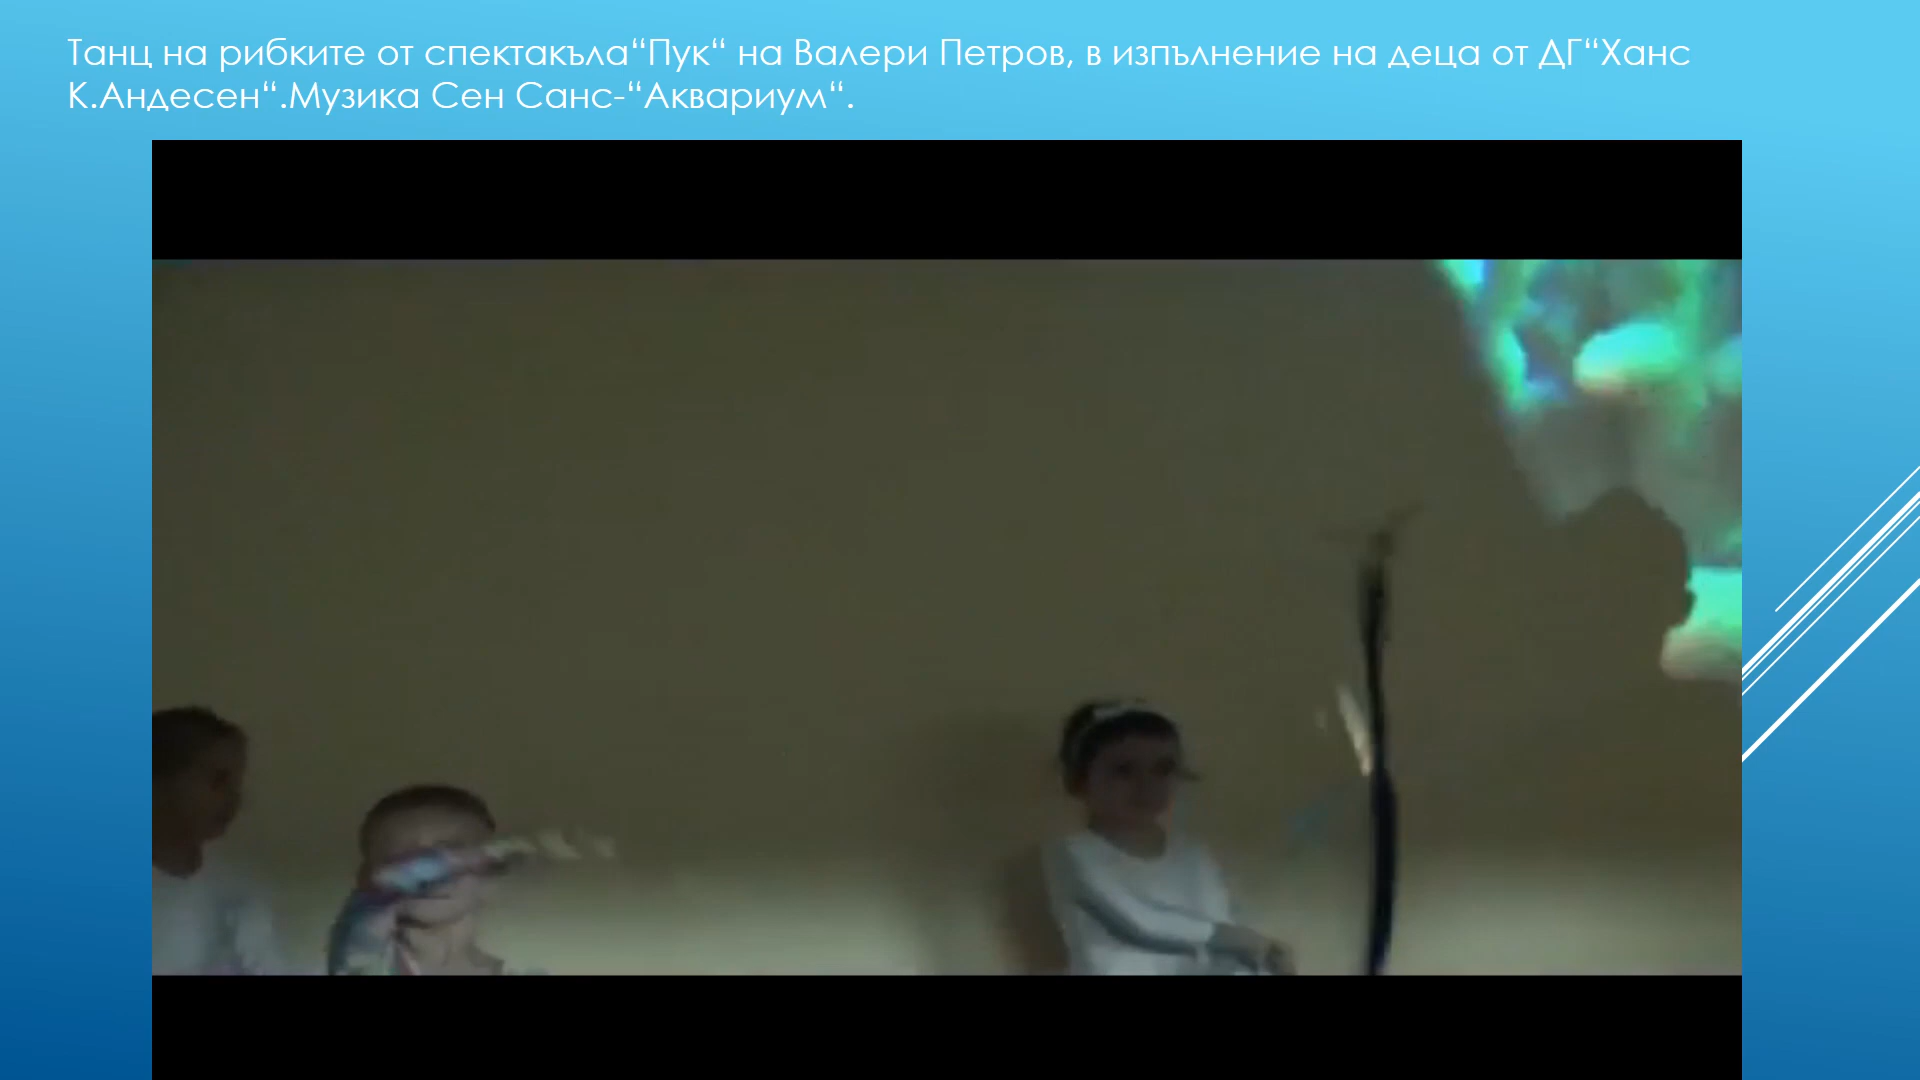 Танц на рибките от спектакъла“Пук“ на Валери Петров, в изпълнение на деца от ДГ“Ханс
К.Андесен“.Музика Сен Санс-“Аквариум“.